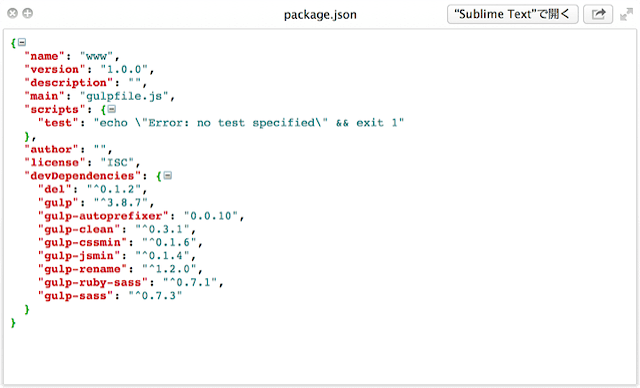 package.json
"Sublime Text"で開く
{
"name": "www",
"version": "1.0.0",
"description": "",
"main": "gulpfile.js",
"scripts": {
"test": "echo \"Error: no test specified\" && exit 1"
},
"author": "",
"license": "ISC",
"devDependencies": {
"del": "^0.1.2",
"gulp": "^3.8.7",
"gulp-autoprefixer": "0.0.10",
"gulp-clean": "^0.3.1",
"gulp-cssmin": "^0.1.6",
"gulp-jsmin": "^0.1.4",
"gulp-rename": "^1.2.0",
"gulp-ruby-sass": "^0.7.1",
"gulp-sass": "^0.7.3"
}
}